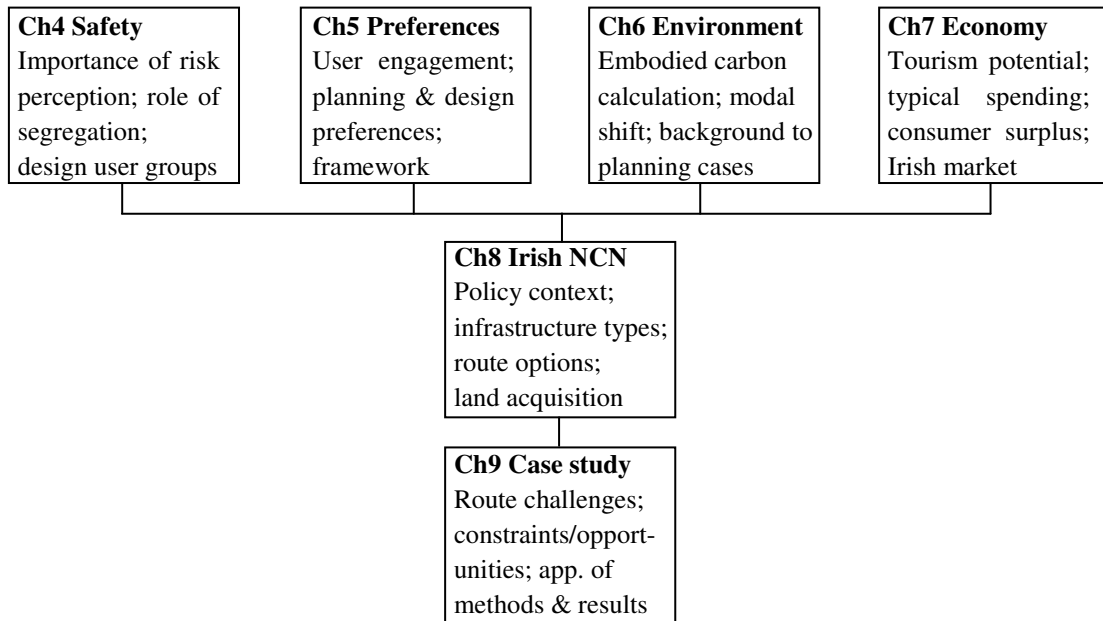 Ch4 Safety
Importance of risk
perception; role of
segregation;
design user groups
Ch5 Preferences
User engagement;
planning & design
preferences;
framework
Ch6 Environment
Embodied carbon
calculation; modal
shift; background to
planning cases
Ch7 Economy
Tourism potential;
typical spending;
consumer surplus;
Irish market
Ch8 Irish NCN
Policy context;
infrastructure types;
route options;
land acquisition
Ch9 Case study
Route challenges;
constraints/opport-
unities; app. of
methods & results